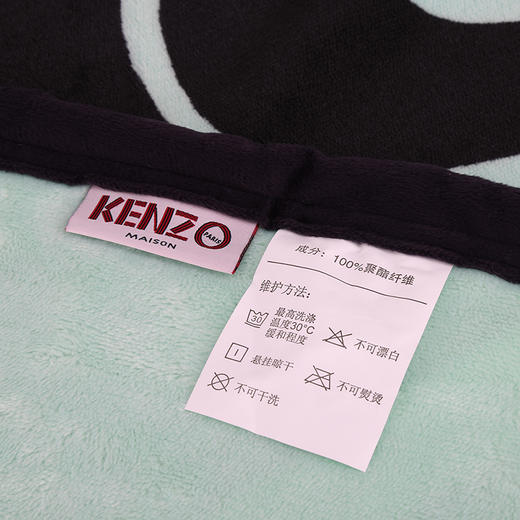 KENZO
PARIS
MAISON
成分：100%聚酯纤维
维护方法：
30
最高洗涤
温度30°C
缓和程度
不可漂白
悬挂晾干
不可熨烫
不可干洗